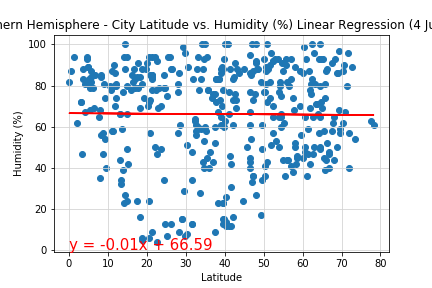 ern Hemisphere - City Latitude vs. Humidity (%) Linear Regression (4 Ju
100
80
60
40
20
0
Humidity (%)
y = -0.01x + 66.59
0 10 20 30 40 50 60 70 80
Latitude